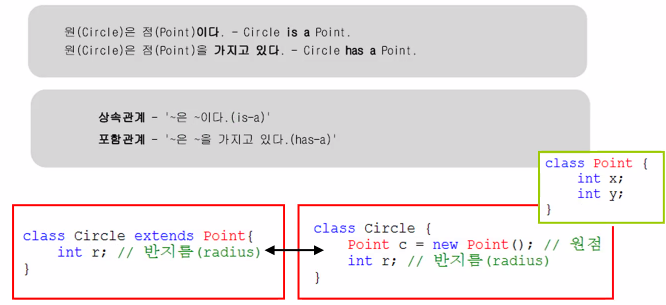 원(Circle)은 점(Point)이다. - Circle is a Point.
원(Circle)은 점(Point)을 가지고 있다. - Circle has a Point.
상속관계 - '~은 ~이다.(is-a)'
포함관계 - '~은 ~을 가지고 있다.(has-a)'
class Point {
int x;
int y;
}
class Circle extends Point{
int r; // 반지름(radius)
}
class Circle {
Point c = new Point(); // 원점
int r; // 반지름(radius)
}